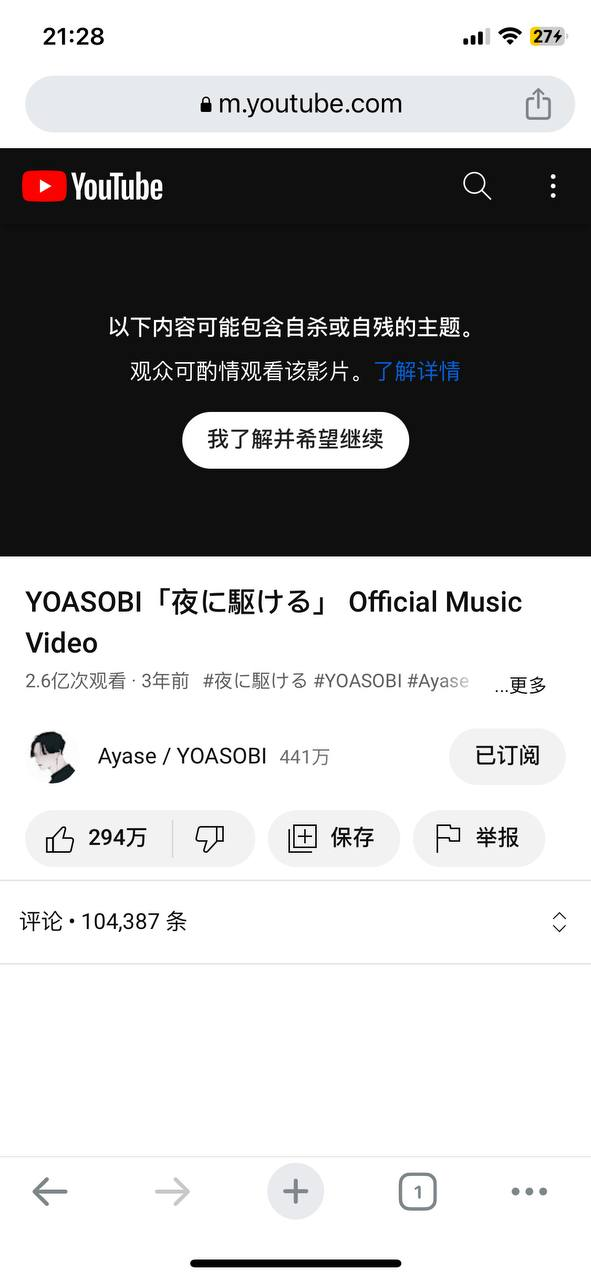 21:28
27
m.youtube.com
YouTube
以下内容可能包含自杀或自残的主题。
观众可酌情观看该影片。了解详情
我了解并希望继续
YOASOBI「夜に駆ける」 Official Music
Video
2.6亿次观看 · 3年前 #夜に駆ける #YOASOBI #Ayase ...更多
Ayase / YOASOBI 441万 已订阅
294万 保存 举报
评论 • 104,387 条
1